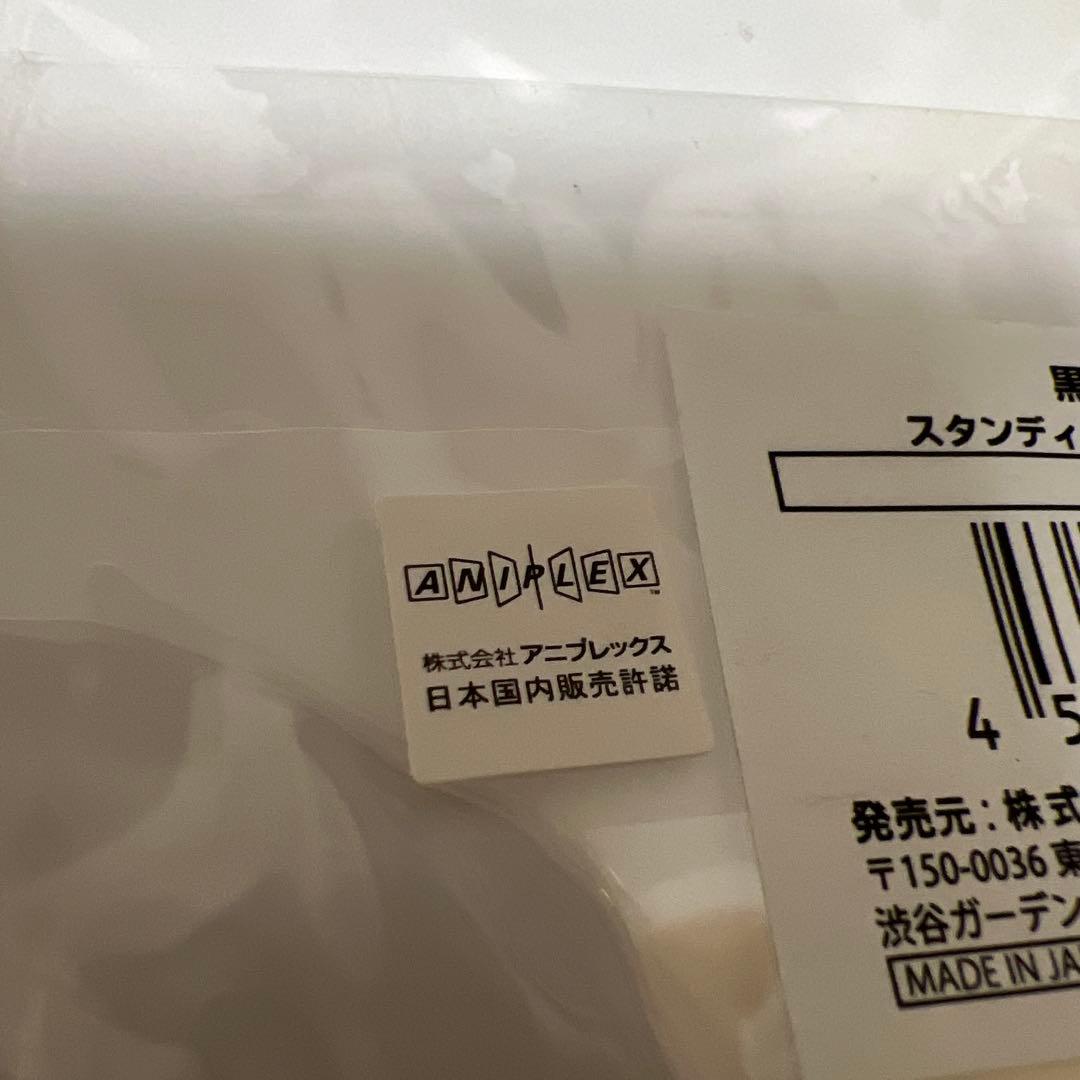 ANIPLEX™
株式会社アニプレックス
日本国内販売許諾
黒
スタンディ
4 5
発売元：株式
〒150-0036 東
渋谷ガーデン
MADE IN JA